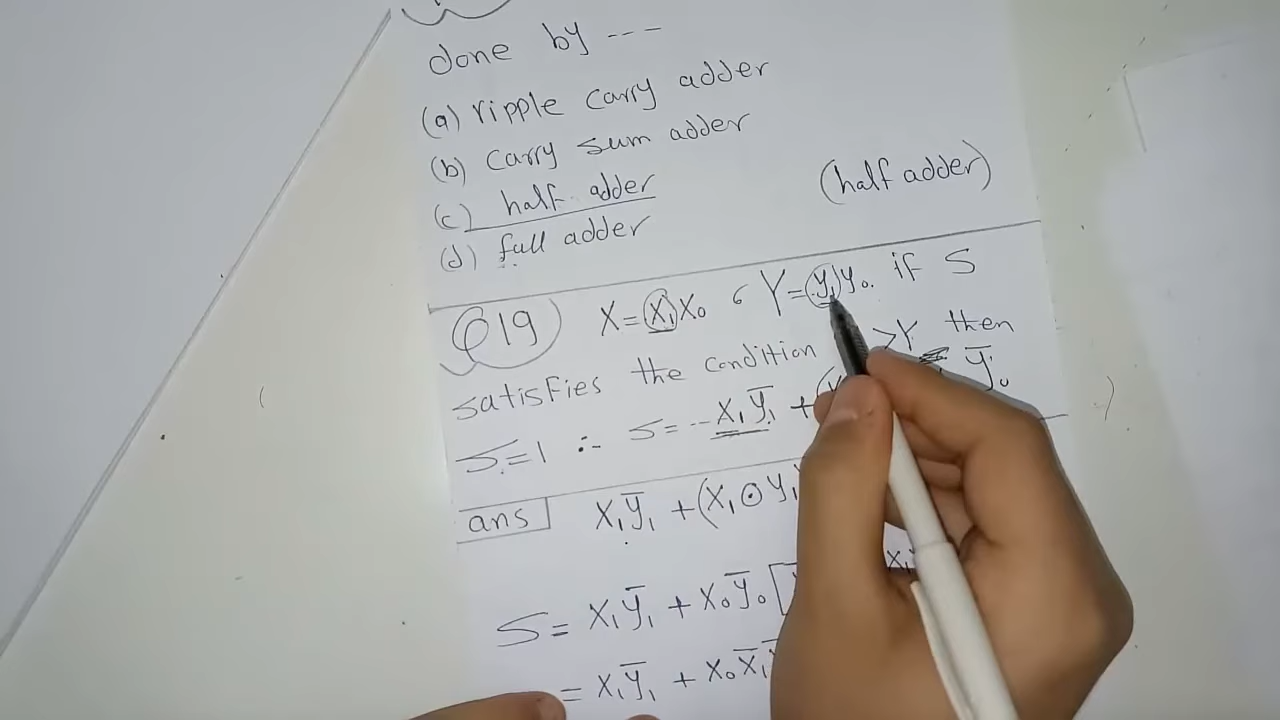 done by ---
(a) ripple carry adder
(b) carry sum adder
(c) half adder
(d) full adder
(half adder)
Q19 X=X₁X₀ , Y=y₁y₀. if S
satisfies the condition >Y then
S=1 ∴ S= -- X₁y̅₁ + ( y̅₀
ans X₁y̅₁ +(X₁⊙y₁
S= X₁y̅₁ + X₀y̅₀[
= X₁y̅₁ + X₀X̅₁